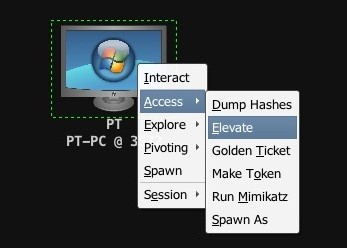 PT
PT-PC @ 3
Interact
Access
Explore
Pivoting
Spawn
Session
Dump Hashes
Elevate
Golden Ticket
Make Token
Run Mimikatz
Spawn As